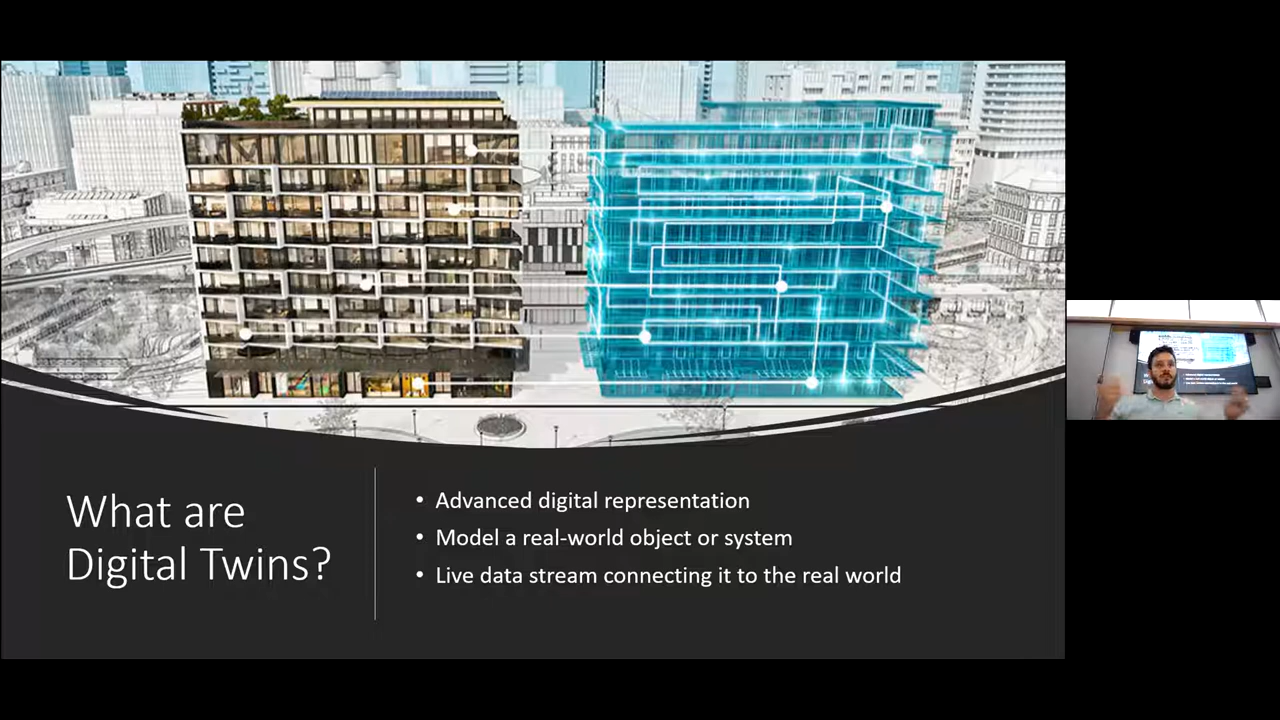 What are
Digital Twins?
• Advanced digital representation
• Model a real-world object or system
• Live data stream connecting it to the real world